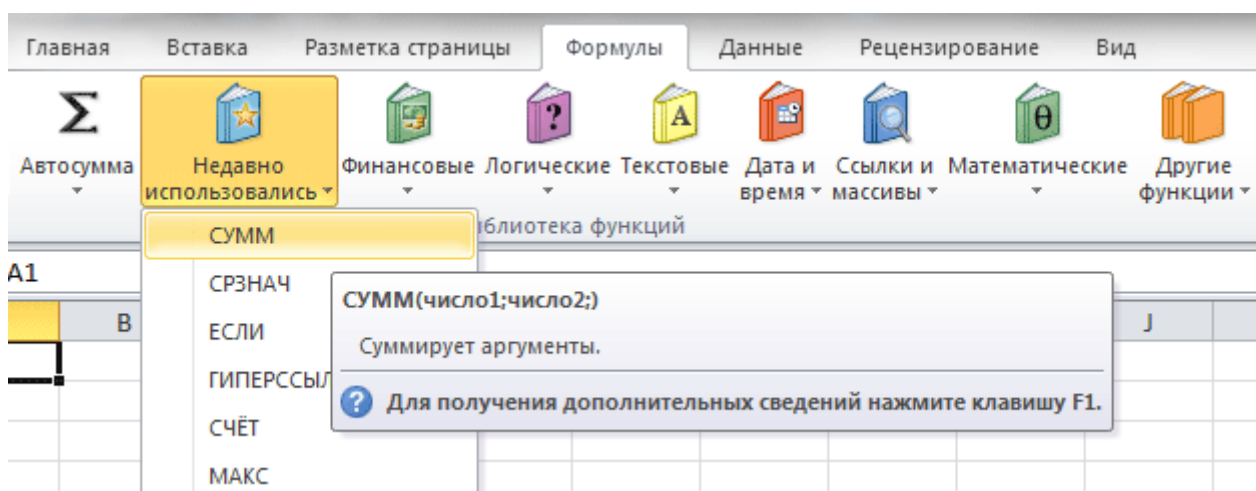 Главная Вставка Разметка страницы Формулы Данные Рецензирование Вид
Σ ? A θ
Автосумма Недавно использовались Финансовые Логические Текстовые Дата и время Ссылки и массивы Математические Другие функции
иблиотека функций
СУММ
A1
СРЗНАЧ
СУММ(число1;число2;)
B J
ЕСЛИ
Суммирует аргументы.
ГИПЕРССЫЛ
? Для получения дополнительных сведений нажмите клавишу F1.
СЧЁТ
МАКС